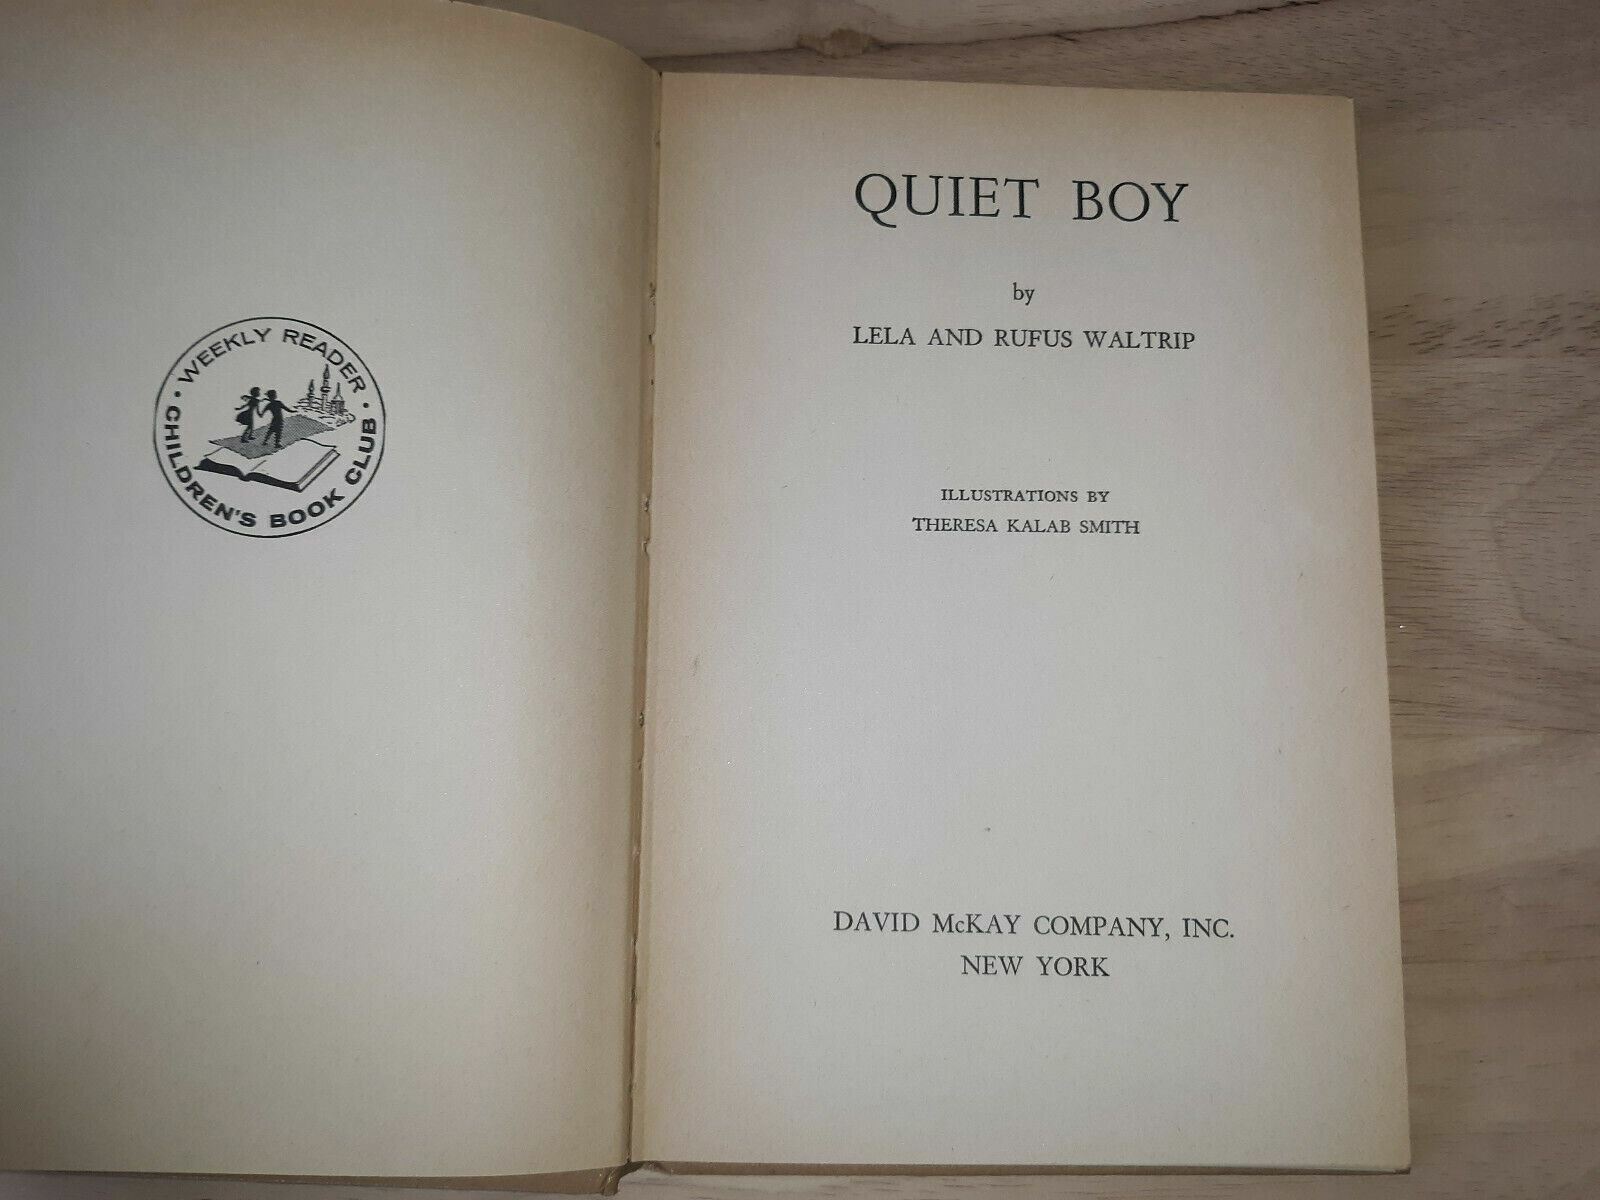 · WEEKLY READER ·
CHILDREN'S BOOK CLUB
QUIET BOY
by
LELA AND RUFUS WALTRIP
ILLUSTRATIONS BY
THERESA KALAB SMITH
DAVID McKAY COMPANY, INC.
NEW YORK